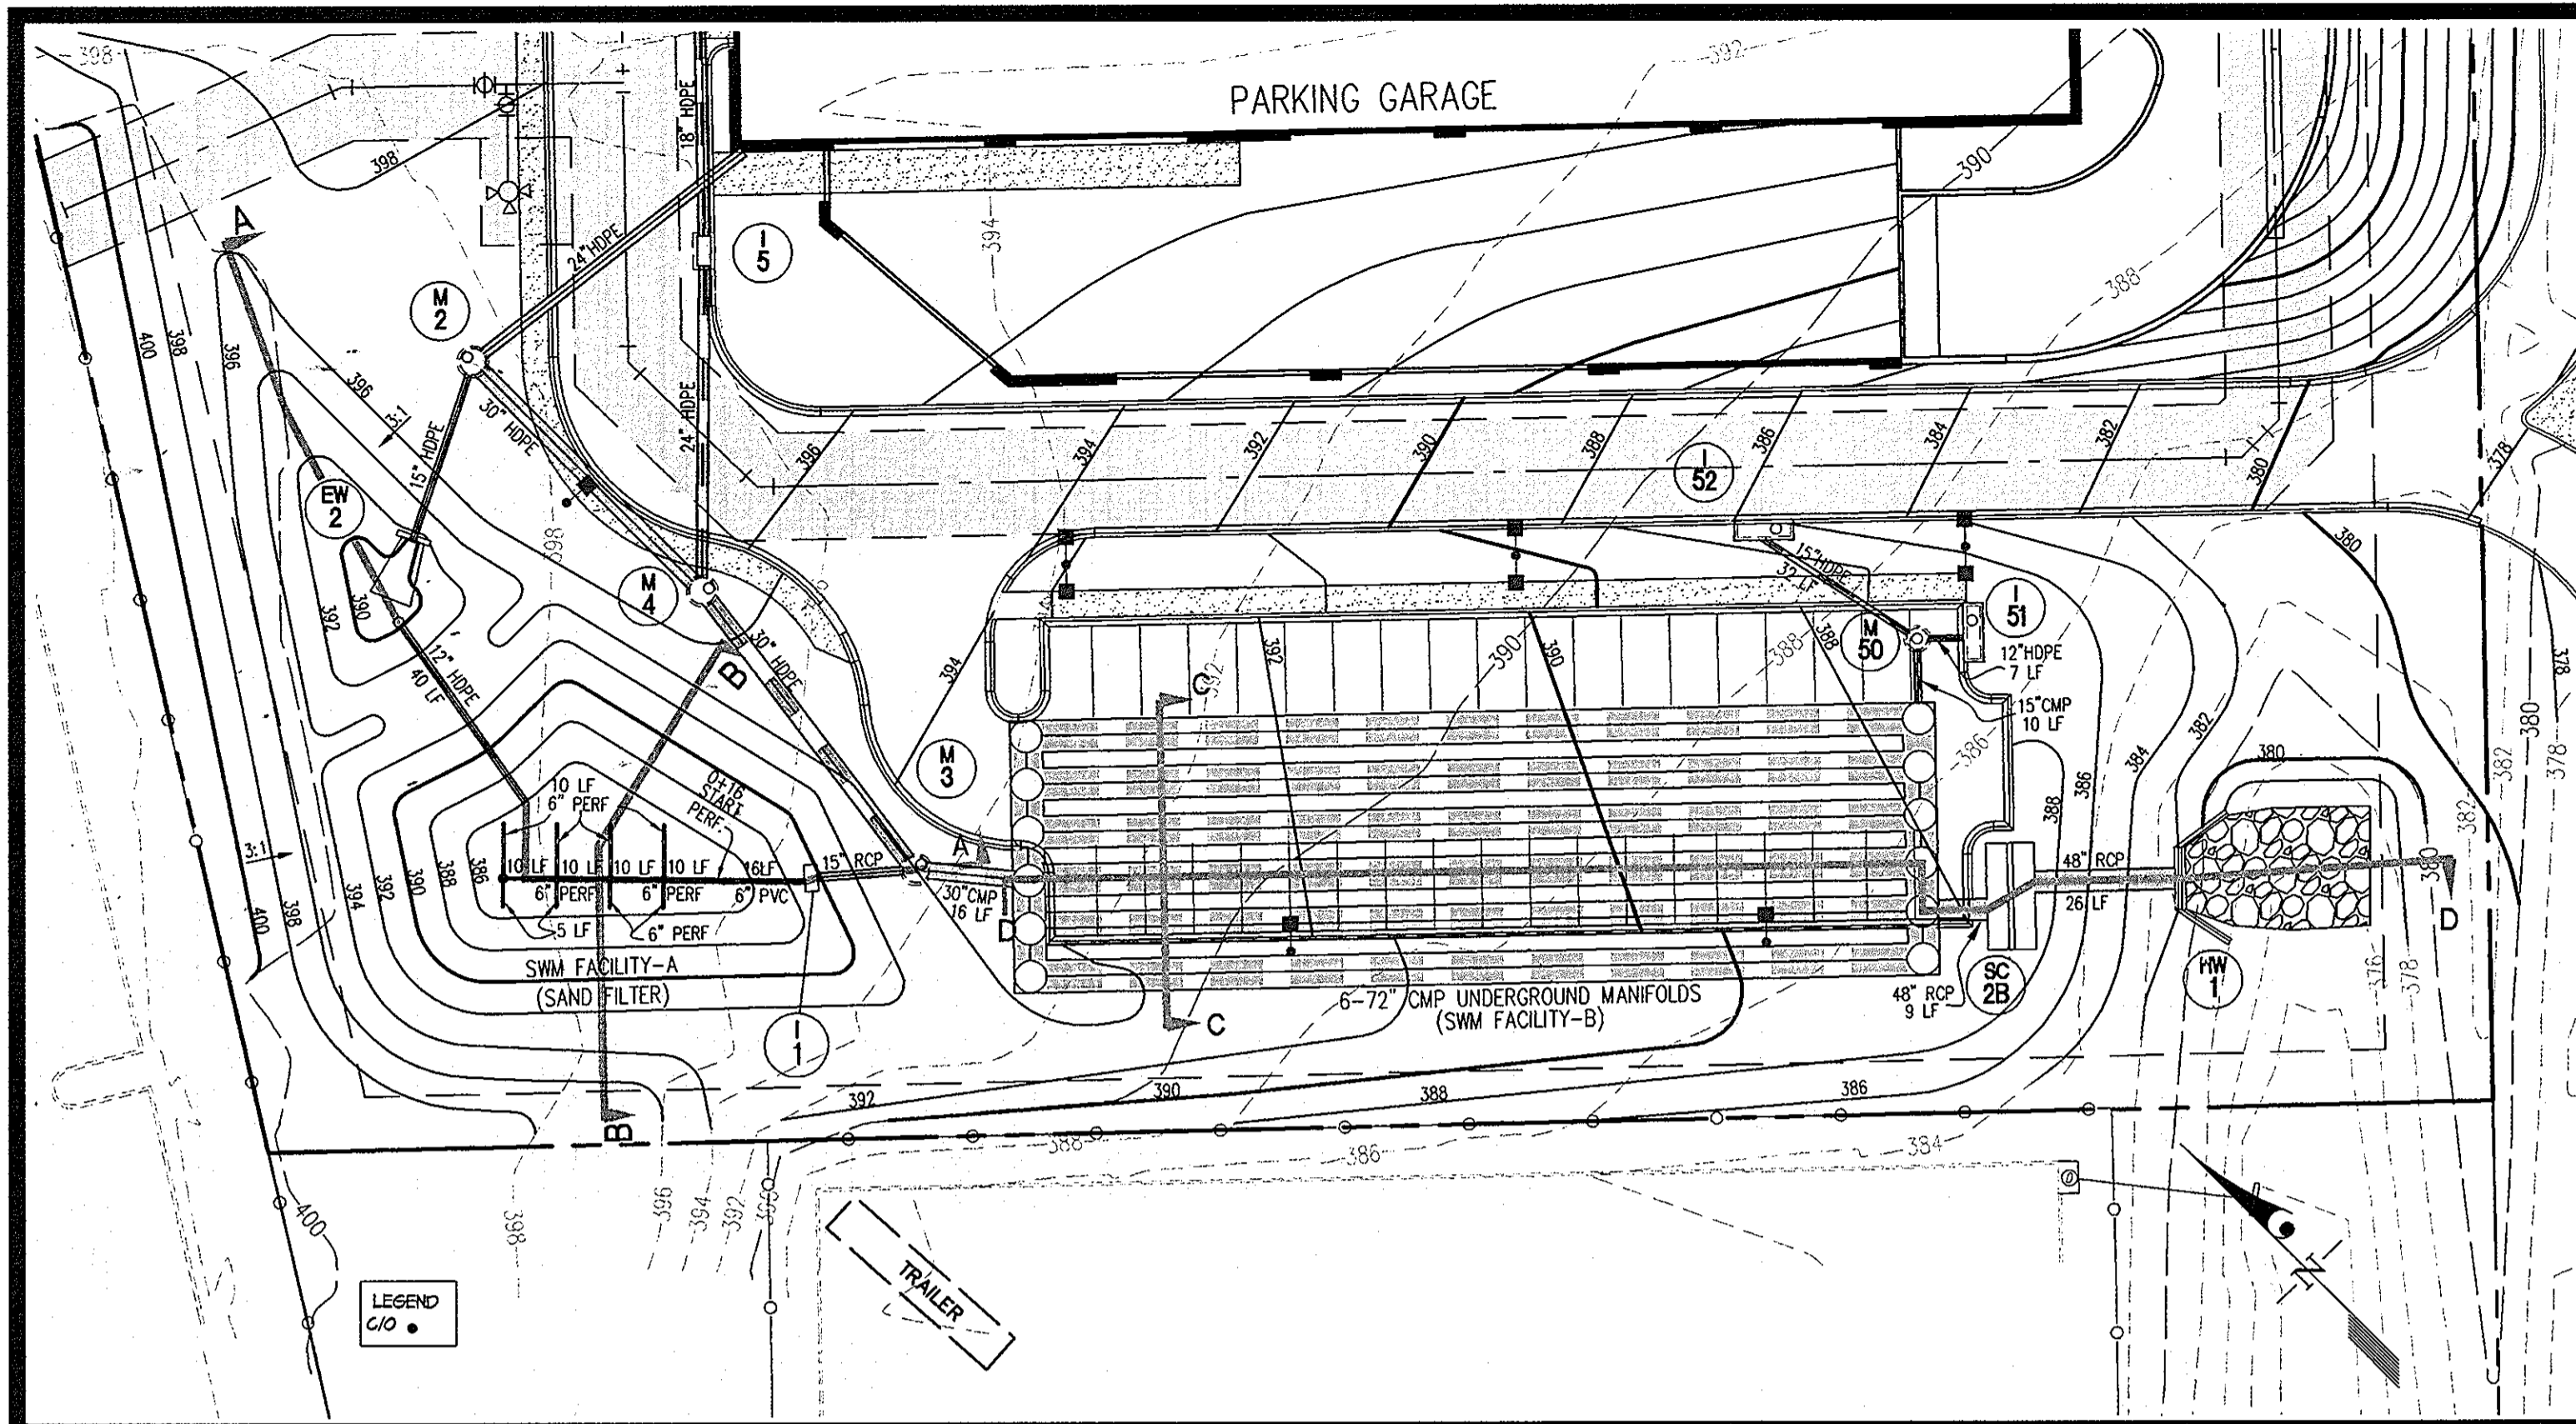 PARKING GARAGE
398
392
398
18" HDPE
390
394
388
24" HDPE
I
5
M
2
A
400
398
396
396
3:1
30" HDPE
15" HDPE
24" HDPE
396
394
392
390
388
386
384
382
380
378
I
52
EW
2
392
390
398
M
4
12" HDPE
40 LF
30" HDPE
B
394
392
390
390
388
388
380
15"HDPE
32 LF
M
50
I
51
12"HDPE
7 LF
15"CMP
10 LF
386
378
382
380
378
C
392
382
384
386
388
380
M
3
10 LF
6" PERF
0+16
START
PERF.
10 LF
10 LF
10 LF
10 LF
16LF
6" PERF
6" PERF
6" PVC
15" RCP
A
30"CMP
16 LF
D
5 LF
6" PERF
3:1
386
388
390
392
394
398
400
SWM FACILITY-A
(SAND FILTER)
I
1
6-72" CMP UNDERGROUND MANIFOLDS
(SWM FACILITY-B)
C
48" RCP
26 LF
48" RCP
9 LF
SC
2B
HW
1
382
380
D
376
378
392
390
388
386
B
388
386
384
400
398
396
394
392
390
TRAILER
LEGEND
C/O
N